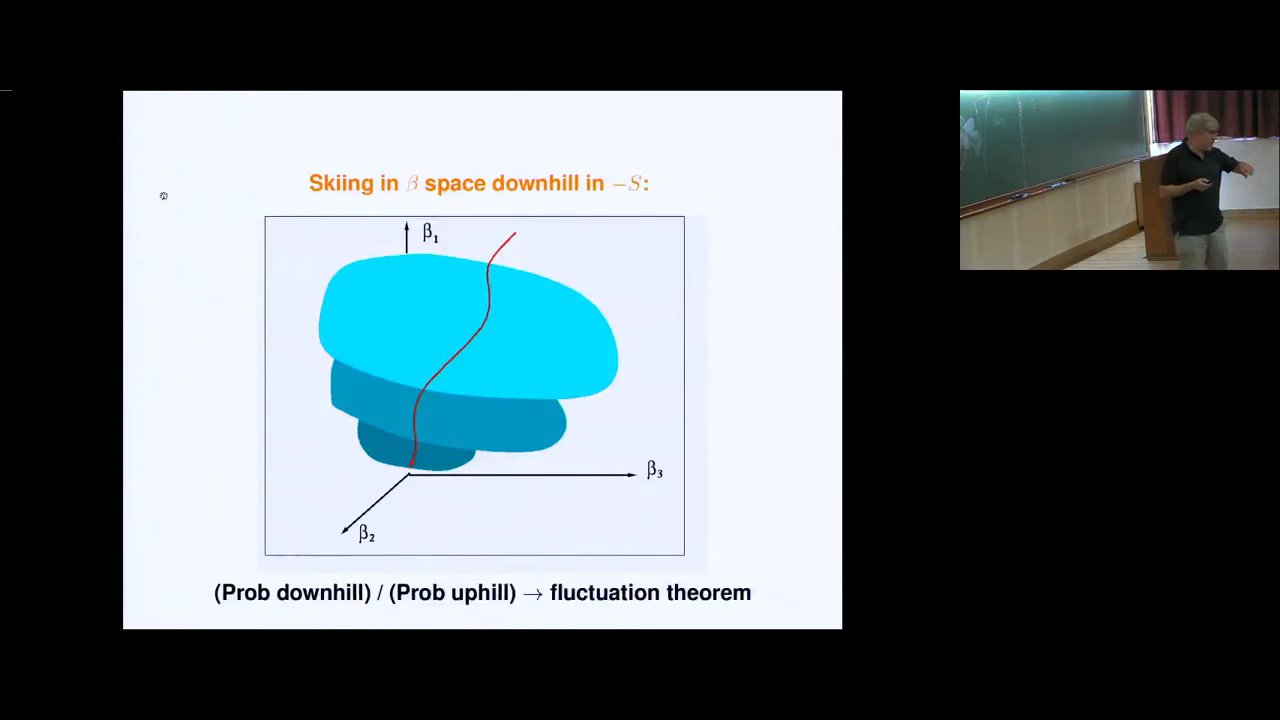 Skiing in β space downhill in −S:
β₁
β₃
β₂
(Prob downhill) / (Prob uphill) → fluctuation theorem